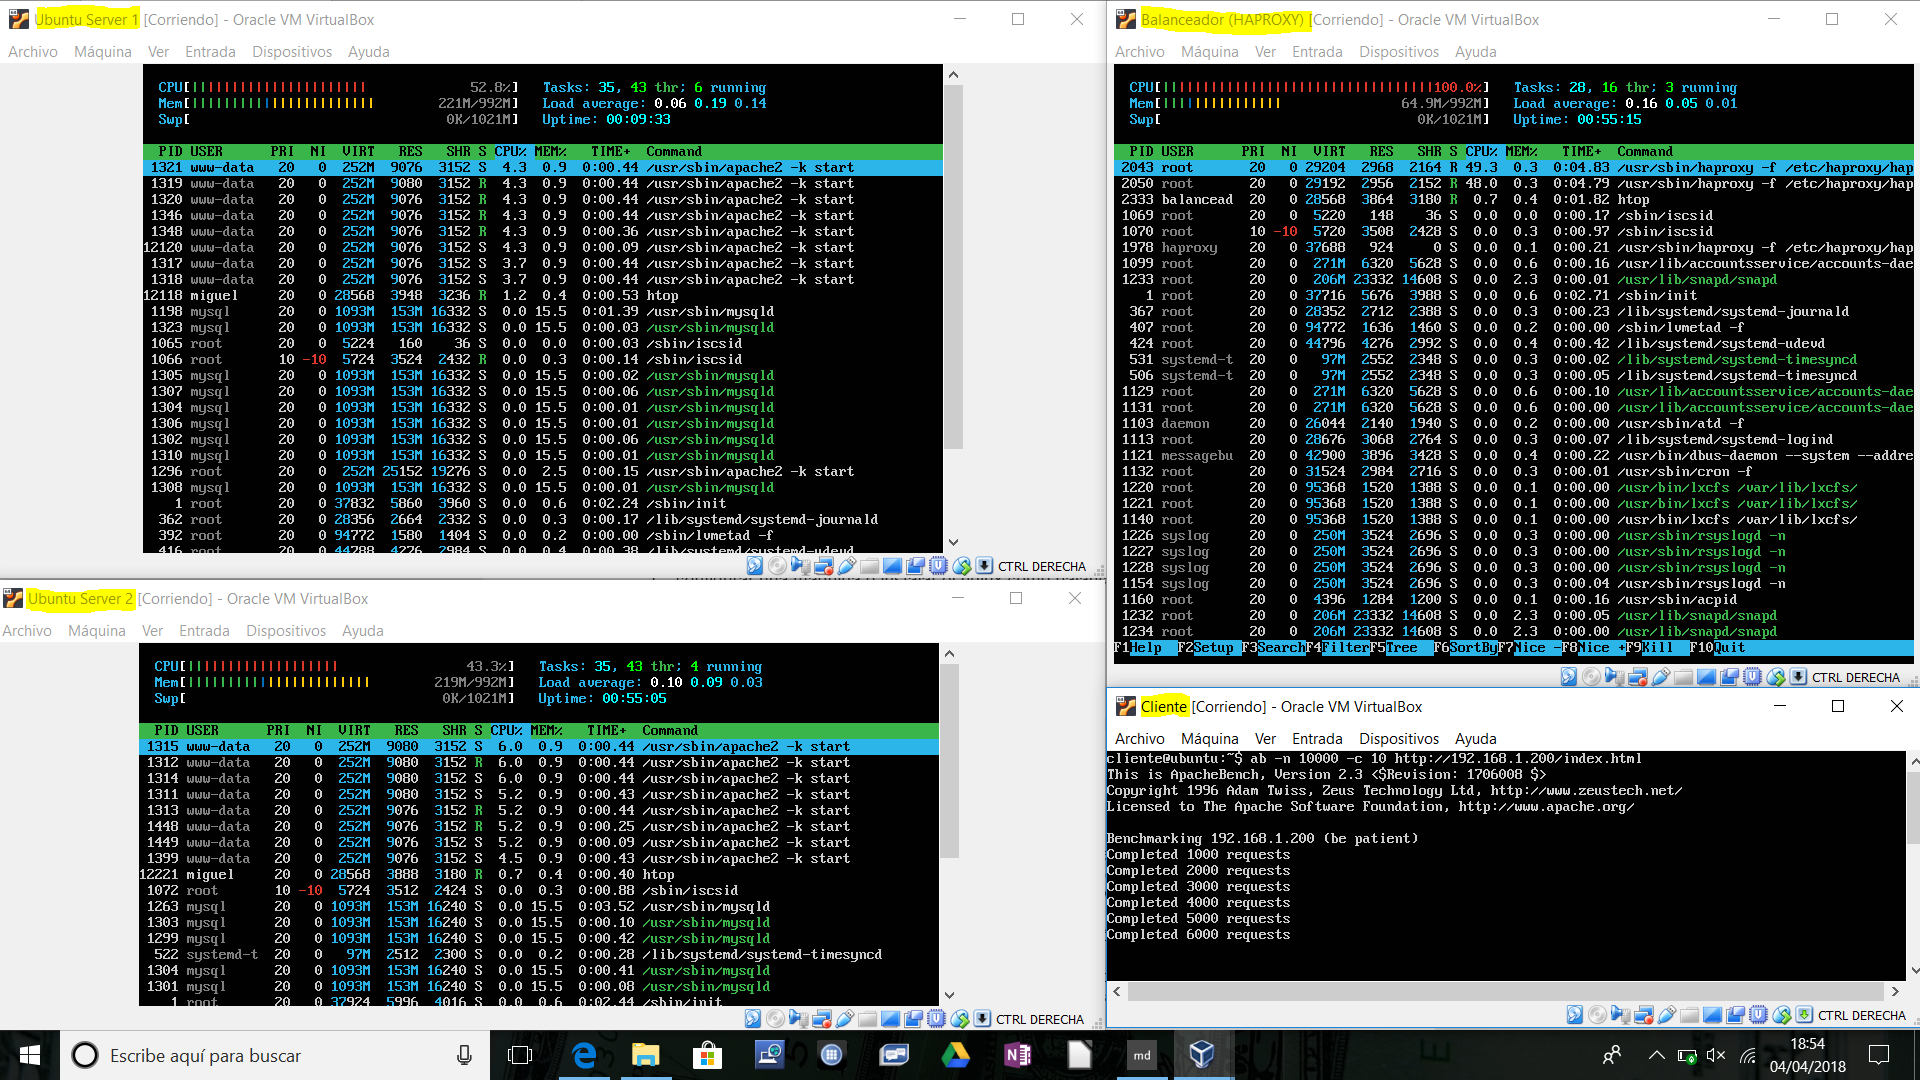 Ubuntu Server 1 [Corriendo] - Oracle VM VirtualBox
Archivo Máquina Ver Entrada Dispositivos Ayuda
CPU[ 52.8%] Tasks: 35, 43 thr; 6 running
Mem[ 221M/992M] Load average: 0.06 0.19 0.14
Swp[ 0K/1021M] Uptime: 00:09:33
PID USER PRI NI VIRT RES SHR S CPU% MEM% TIME+ Command
1321 www-data 20 0 252M 9076 3152 S 4.3 0.9 0:00.44 /usr/sbin/apache2 -k start
1319 www-data 20 0 252M 9080 3152 R 4.3 0.9 0:00.44 /usr/sbin/apache2 -k start
1320 www-data 20 0 252M 9076 3152 S 4.3 0.9 0:00.44 /usr/sbin/apache2 -k start
1346 www-data 20 0 252M 9076 3152 R 4.3 0.9 0:00.44 /usr/sbin/apache2 -k start
1348 www-data 20 0 252M 9076 3152 R 4.3 0.9 0:00.36 /usr/sbin/apache2 -k start
12120 www-data 20 0 252M 9076 3152 S 4.3 0.9 0:00.09 /usr/sbin/apache2 -k start
1317 www-data 20 0 252M 9076 3152 S 3.7 0.9 0:00.44 /usr/sbin/apache2 -k start
1318 www-data 20 0 252M 9076 3152 S 3.7 0.9 0:00.44 /usr/sbin/apache2 -k start
12118 miguel 20 0 28568 3948 3236 R 1.2 0.4 0:00.53 htop
1198 mysql 20 0 1093M 153M 16332 S 0.0 15.5 0:01.39 /usr/sbin/mysqld
1323 mysql 20 0 1093M 153M 16332 S 0.0 15.5 0:00.03 /usr/sbin/mysqld
1065 root 20 0 5224 160 36 S 0.0 0.0 0:00.03 /sbin/iscsid
1066 root 10 -10 5724 3524 2432 R 0.0 0.3 0:00.14 /sbin/iscsid
1305 mysql 20 0 1093M 153M 16332 S 0.0 15.5 0:00.02 /usr/sbin/mysqld
1307 mysql 20 0 1093M 153M 16332 S 0.0 15.5 0:00.06 /usr/sbin/mysqld
1304 mysql 20 0 1093M 153M 16332 S 0.0 15.5 0:00.01 /usr/sbin/mysqld
1306 mysql 20 0 1093M 153M 16332 S 0.0 15.5 0:00.01 /usr/sbin/mysqld
1302 mysql 20 0 1093M 153M 16332 S 0.0 15.5 0:00.06 /usr/sbin/mysqld
1310 mysql 20 0 1093M 153M 16332 S 0.0 15.5 0:00.01 /usr/sbin/mysqld
1296 root 20 0 252M 25152 19276 S 0.0 2.5 0:00.15 /usr/sbin/apache2 -k start
1308 mysql 20 0 1093M 153M 16332 S 0.0 15.5 0:00.01 /usr/sbin/mysqld
1 root 20 0 37832 5860 3960 S 0.0 0.6 0:02.24 /sbin/init
362 root 20 0 28356 2664 2332 S 0.0 0.3 0:00.17 /lib/systemd/systemd-journald
392 root 20 0 94772 1580 1404 S 0.0 0.2 0:00.00 /sbin/lvmetad -f
416 root 20 0 44288 4276 2984 S 0.0 0.4 0:00.38 /lib/systemd/systemd-udevd
CTRL DERECHA
Ubuntu Server 2 [Corriendo] - Oracle VM VirtualBox
Archivo Máquina Ver Entrada Dispositivos Ayuda
CPU[ 43.3%] Tasks: 35, 43 thr; 4 running
Mem[ 219M/992M] Load average: 0.10 0.09 0.03
Swp[ 0K/1021M] Uptime: 00:55:05
PID USER PRI NI VIRT RES SHR S CPU% MEM% TIME+ Command
1315 www-data 20 0 252M 9080 3152 S 6.0 0.9 0:00.44 /usr/sbin/apache2 -k start
1312 www-data 20 0 252M 9080 3152 R 6.0 0.9 0:00.44 /usr/sbin/apache2 -k start
1314 www-data 20 0 252M 9080 3152 S 6.0 0.9 0:00.44 /usr/sbin/apache2 -k start
1311 www-data 20 0 252M 9080 3152 S 5.2 0.9 0:00.43 /usr/sbin/apache2 -k start
1313 www-data 20 0 252M 9076 3152 R 5.2 0.9 0:00.44 /usr/sbin/apache2 -k start
1448 www-data 20 0 252M 9076 3152 R 5.2 0.9 0:00.25 /usr/sbin/apache2 -k start
1449 www-data 20 0 252M 9076 3152 S 5.2 0.9 0:00.09 /usr/sbin/apache2 -k start
1399 www-data 20 0 252M 9076 3152 S 4.5 0.9 0:00.43 /usr/sbin/apache2 -k start
12221 miguel 20 0 28568 3888 3180 R 0.7 0.4 0:00.40 htop
1072 root 10 -10 5724 3512 2424 S 0.0 0.3 0:00.88 /sbin/iscsid
1263 mysql 20 0 1093M 153M 16240 S 0.0 15.5 0:03.52 /usr/sbin/mysqld
1303 mysql 20 0 1093M 153M 16240 S 0.0 15.5 0:00.10 /usr/sbin/mysqld
1299 mysql 20 0 1093M 153M 16240 S 0.0 15.5 0:00.42 /usr/sbin/mysqld
522 systemd-t 20 0 97M 2512 2300 S 0.0 0.2 0:00.28 /lib/systemd/systemd-timesyncd
1304 mysql 20 0 1093M 153M 16240 S 0.0 15.5 0:00.41 /usr/sbin/mysqld
1301 mysql 20 0 1093M 153M 16240 S 0.0 15.5 0:00.08 /usr/sbin/mysqld
1 root 20 0 37924 5996 4016 S 0.0 0.6 0:02.44 /sbin/init
CTRL DERECHA
Balanceador (HAPROXY) [Corriendo] - Oracle VM VirtualBox
Archivo Máquina Ver Entrada Dispositivos Ayuda
CPU[ 100.0%] Tasks: 28, 16 thr; 3 running
Mem[ 64.9M/992M] Load average: 0.16 0.05 0.01
Swp[ 0K/1021M] Uptime: 00:55:15
PID USER PRI NI VIRT RES SHR S CPU% MEM% TIME+ Command
2043 root 20 0 29204 2968 2164 R 49.3 0.3 0:04.83 /usr/sbin/haproxy -f /etc/haproxy/hap
2050 root 20 0 29192 2956 2152 R 48.0 0.3 0:04.79 /usr/sbin/haproxy -f /etc/haproxy/hap
2333 balancead 20 0 28568 3864 3180 R 0.7 0.4 0:01.82 htop
1069 root 20 0 5220 148 36 S 0.0 0.0 0:00.17 /sbin/iscsid
1070 root 10 -10 5720 3508 2428 S 0.0 0.3 0:00.97 /sbin/iscsid
1978 haproxy 20 0 37688 924 0 S 0.0 0.1 0:00.21 /usr/sbin/haproxy -f /etc/haproxy/hap
1099 root 20 0 271M 6320 5628 S 0.0 0.6 0:00.16 /usr/lib/accountsservice/accounts-dae
1233 root 20 0 206M 23332 14608 S 0.0 2.3 0:00.01 /usr/lib/snapd/snapd
1 root 20 0 37716 5676 3988 S 0.0 0.6 0:02.71 /sbin/init
367 root 20 0 28352 2712 2388 S 0.0 0.3 0:00.23 /lib/systemd/systemd-journald
407 root 20 0 94772 1636 1460 S 0.0 0.2 0:00.00 /sbin/lvmetad -f
424 root 20 0 44796 4276 2992 S 0.0 0.4 0:00.42 /lib/systemd/systemd-udevd
531 systemd-t 20 0 97M 2552 2348 S 0.0 0.3 0:00.02 /lib/systemd/systemd-timesyncd
506 systemd-t 20 0 97M 2552 2348 S 0.0 0.3 0:00.05 /lib/systemd/systemd-timesyncd
1129 root 20 0 271M 6320 5628 S 0.0 0.6 0:00.10 /usr/lib/accountsservice/accounts-dae
1131 root 20 0 271M 6320 5628 S 0.0 0.6 0:00.00 /usr/lib/accountsservice/accounts-dae
1103 daemon 20 0 26044 2140 1940 S 0.0 0.2 0:00.00 /usr/sbin/atd -f
1113 root 20 0 28676 3068 2764 S 0.0 0.3 0:00.07 /lib/systemd/systemd-logind
1121 messagebu 20 0 42900 3896 3428 S 0.0 0.4 0:00.22 /usr/bin/dbus-daemon --system --addre
1132 root 20 0 31524 2984 2716 S 0.0 0.3 0:00.01 /usr/sbin/cron -f
1220 root 20 0 95368 1520 1388 S 0.0 0.1 0:00.00 /usr/bin/lxcfs /var/lib/lxcfs/
1221 root 20 0 95368 1520 1388 S 0.0 0.1 0:00.00 /usr/bin/lxcfs /var/lib/lxcfs/
1140 root 20 0 95368 1520 1388 S 0.0 0.1 0:00.00 /usr/bin/lxcfs /var/lib/lxcfs/
1226 syslog 20 0 250M 3524 2696 S 0.0 0.3 0:00.00 /usr/sbin/rsyslogd -n
1227 syslog 20 0 250M 3524 2696 S 0.0 0.3 0:00.00 /usr/sbin/rsyslogd -n
1228 syslog 20 0 250M 3524 2696 S 0.0 0.3 0:00.00 /usr/sbin/rsyslogd -n
1154 syslog 20 0 250M 3524 2696 S 0.0 0.3 0:00.04 /usr/sbin/rsyslogd -n
1160 root 20 0 4396 1284 1200 S 0.0 0.1 0:00.16 /usr/sbin/acpid
1232 root 20 0 206M 23332 14608 S 0.0 2.3 0:00.05 /usr/lib/snapd/snapd
1234 root 20 0 206M 23332 14608 S 0.0 2.3 0:00.00 /usr/lib/snapd/snapd
F1Help F2Setup F3SearchF4FilterF5Tree F6SortByF7Nice -F8Nice +F9Kill F10Quit
CTRL DERECHA
Cliente [Corriendo] - Oracle VM VirtualBox
Archivo Máquina Ver Entrada Dispositivos Ayuda
cliente@ubuntu:~$ ab -n 10000 -c 10 http://192.168.1.200/index.html
This is ApacheBench, Version 2.3 <$Revision: 1706008 $>
Copyright 1996 Adam Twiss, Zeus Technology Ltd, http://www.zeustech.net/
Licensed to The Apache Software Foundation, http://www.apache.org/
Benchmarking 192.168.1.200 (be patient)
Completed 1000 requests
Completed 2000 requests
Completed 3000 requests
Completed 4000 requests
Completed 5000 requests
Completed 6000 requests
CTRL DERECHA
Escribe aquí para buscar
md
18:54
04/04/2018